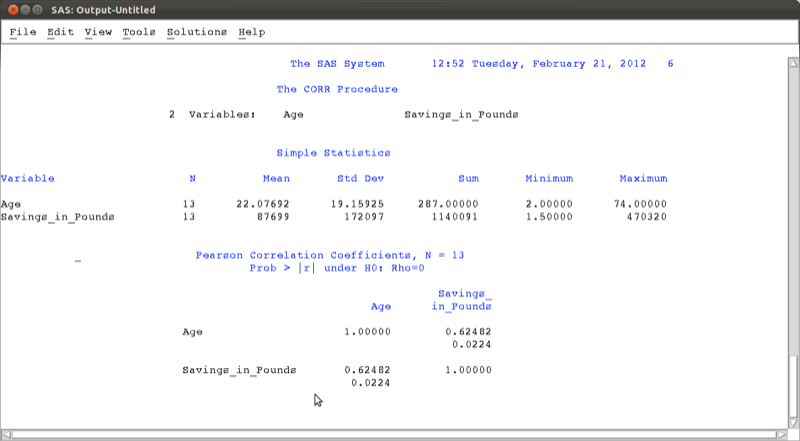 SAS: Output-Untitled
File Edit View Tools Solutions Help
The SAS System 12:52 Tuesday, February 21, 2012 6
The CORR Procedure
2 Variables: Age Savings_in_Pounds
Simple Statistics
Variable N Mean Std Dev Sum Minimum Maximum
Age 13 22.07692 19.15925 287.00000 2.00000 74.00000
Savings_in_Pounds 13 87699 172097 1140091 1.50000 470320
Pearson Correlation Coefficients, N = 13
Prob > |r| under H0: Rho=0
Savings_
Age in_Pounds
Age 1.00000 0.62482
0.0224
Savings_in_Pounds 0.62482 1.00000
0.0224